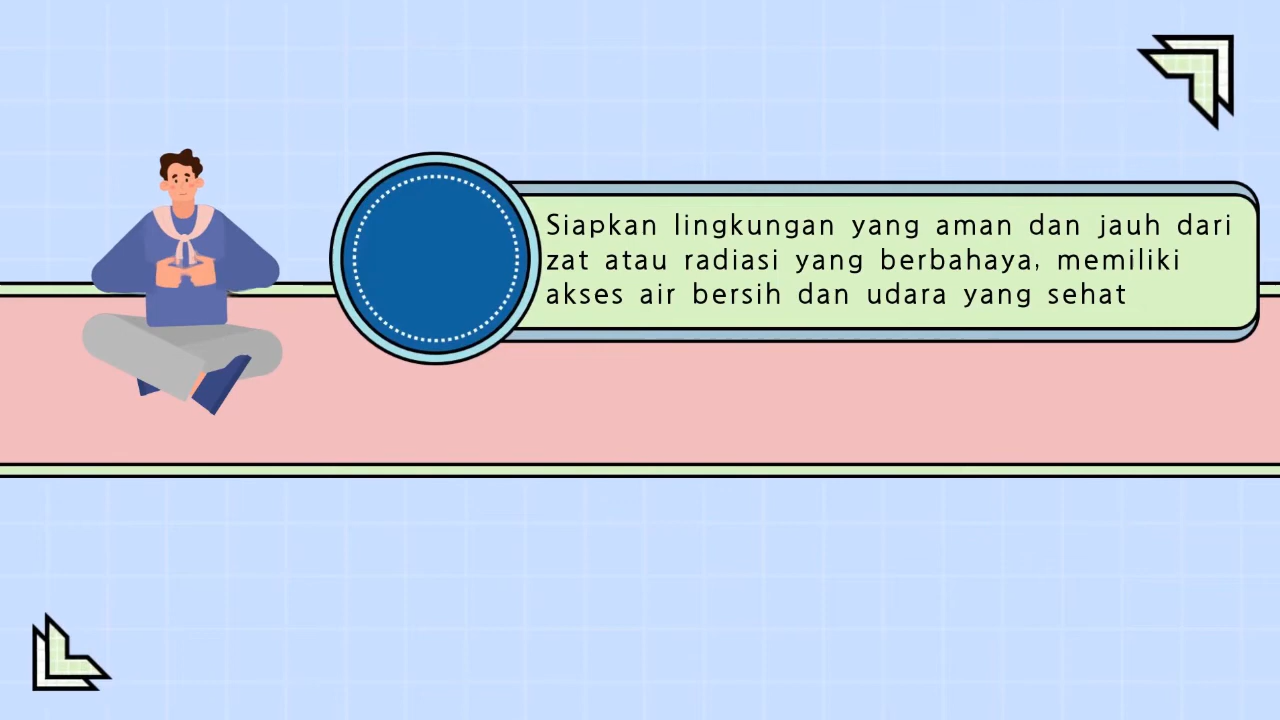 Siapkan lingkungan yang aman dan jauh dari
zat atau radiasi yang berbahaya, memiliki
akses air bersih dan udara yang sehat